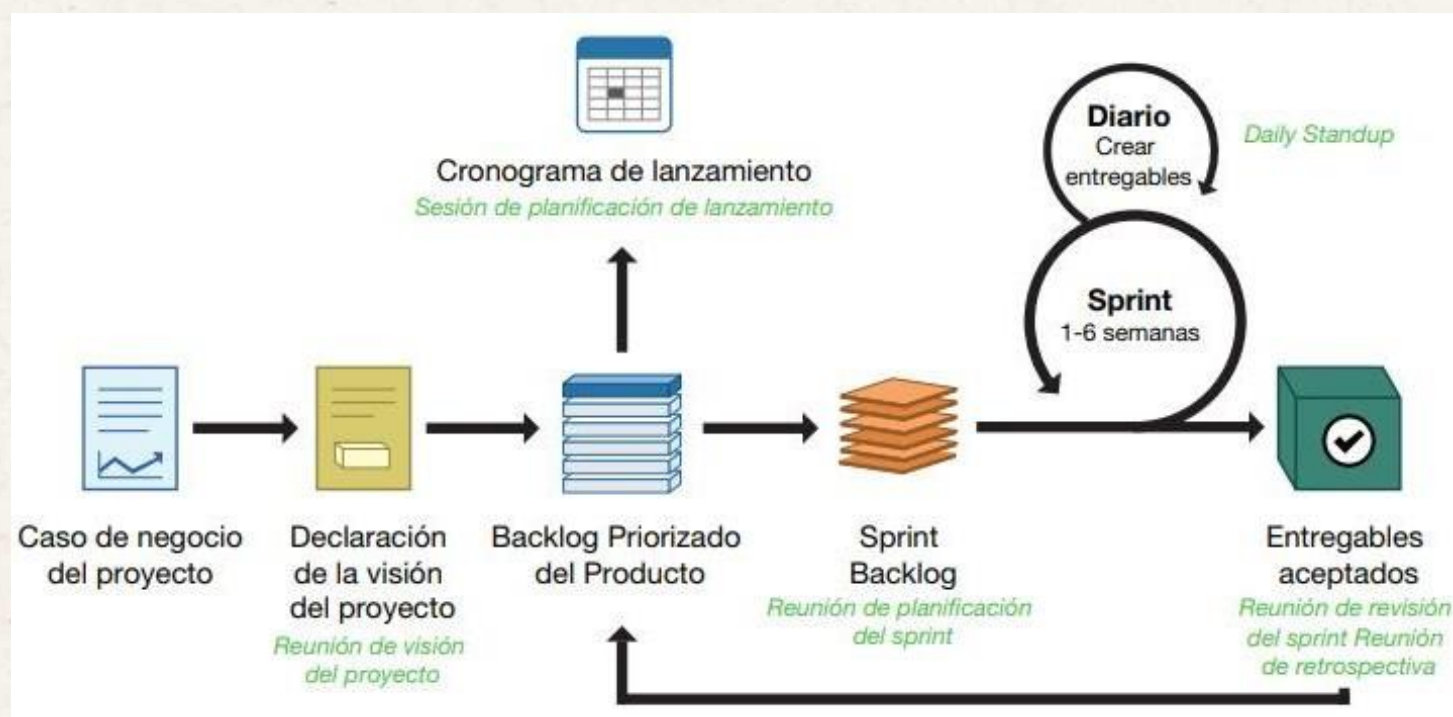 Cronograma de lanzamiento
Sesión de planificación de lanzamiento
Diario
Crear
entregables
Daily Standup
Sprint
1-6 semanas
Caso de negocio
del proyecto
Declaración
de la visión
del proyecto
Reunión de visión
del proyecto
Backlog Priorizado
del Producto
Sprint
Backlog
Reunión de planificación
del sprint
Entregables
aceptados
Reunión de revisión
del sprint Reunión
de retrospectiva